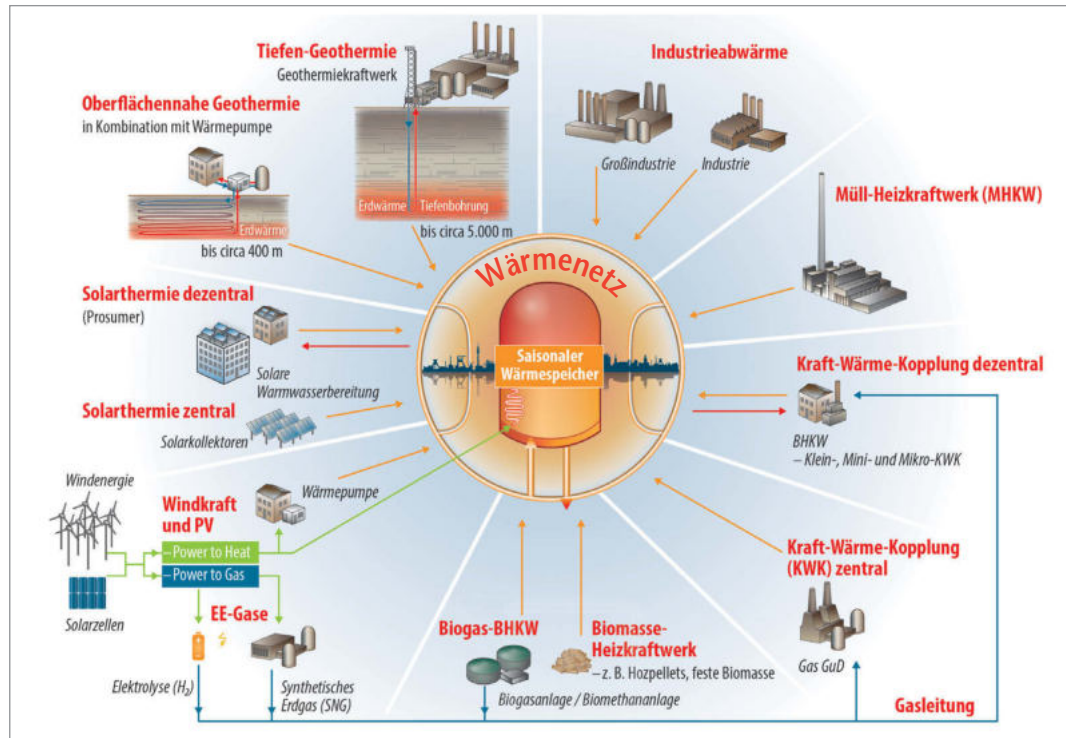 Tiefen-Geothermie
Geothermiekraftwerk
Erdwärme
Tiefenbohrung
bis circa 5.000 m
Oberflächennahe Geothermie
in Kombination mit Wärmepumpe
Erdwärme
bis circa 400 m
Industrieabwärme
Großindustrie
Industrie
Müll-Heizkraftwerk (MHKW)
Wärmenetz
Saisonaler
Wärmespeicher
Solarthermie dezentral
(Prosumer)
Solare
Warmwasserbereitung
Solarthermie zentral
Solarkollektoren
Kraft-Wärme-Kopplung dezentral
BHKW
– Klein-, Mini- und Mikro-KWK
Windenergie
Solarzellen
Windkraft
und PV
Wärmepumpe
– Power to Heat
– Power to Gas
EE-Gase
Elektrolyse (H₂)
Synthetisches
Erdgas (SNG)
Biogas-BHKW
Biogasanlage / Biomethananlage
Biomasse-
Heizkraftwerk
– z. B. Hozpellets, feste Biomasse
Kraft-Wärme-Kopplung
(KWK) zentral
Gas GuD
Gasleitung